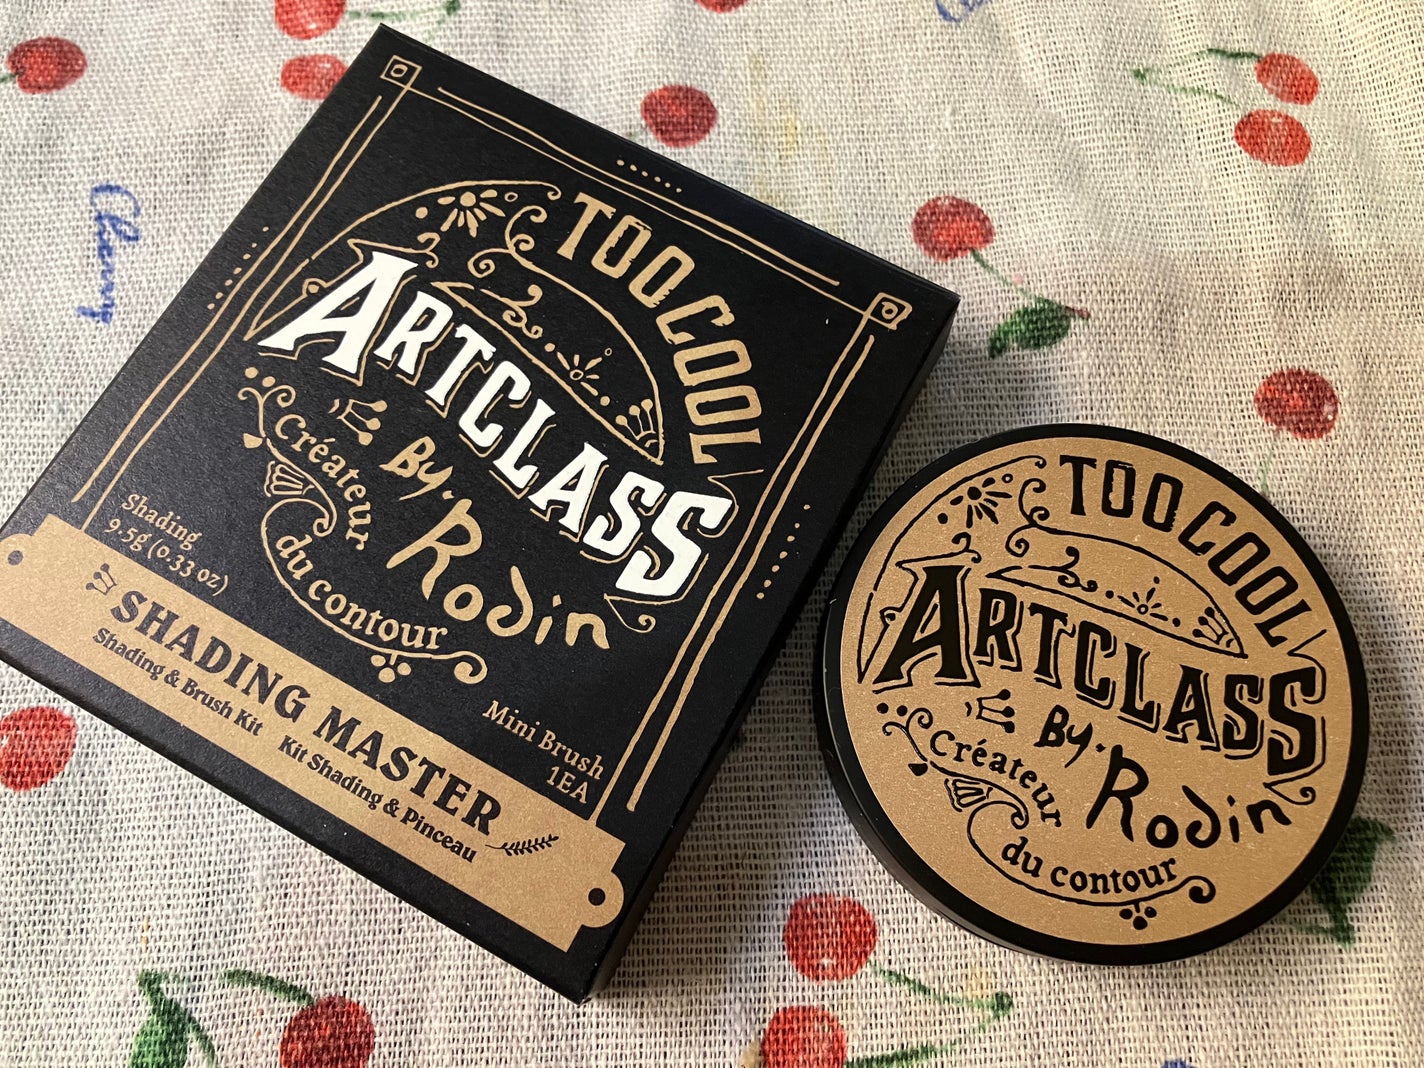 Cherry
TOO COOL
ARTCLASS
By. Rodin
Créateur
du contour
Shading
9.5g (0.33 oz)
Mini Brush
1EA
SHADING MASTER
Shading & Brush Kit Kit Shading & Pinceau
TOO COOL
ARTCLASS
By. Rodin
Créateur
du contour